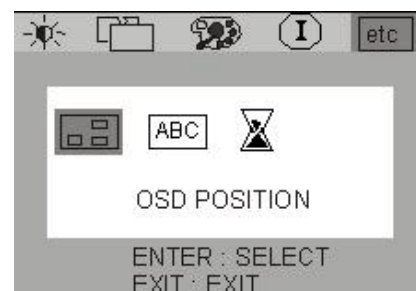 I etc
ABC
OSD POSITION
ENTER : SELECT
EXIT : EXIT